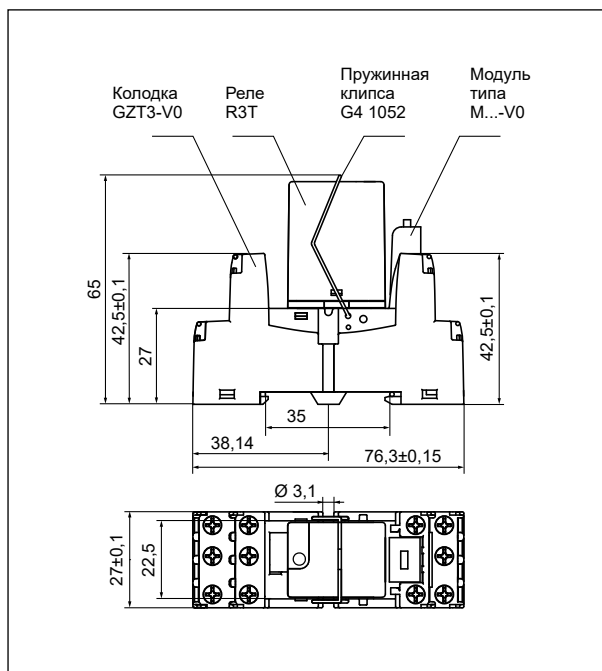 Колодка
GZT3-V0
Реле
R3T
Пружинная
клипса
G4 1052
Модуль
типа
M...-V0
65
42,5±0,1
27
42,5±0,1
35
38,14
76,3±0,15
Ø 3,1
27±0,1
22,5